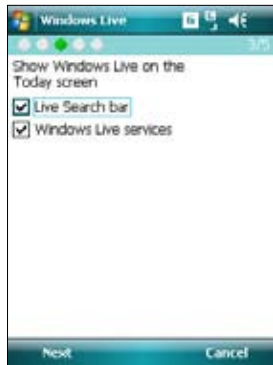 Windows Live
3/5
Show Windows Live on the
Today screen
Live Search bar
Windows Live services
Next
Cancel